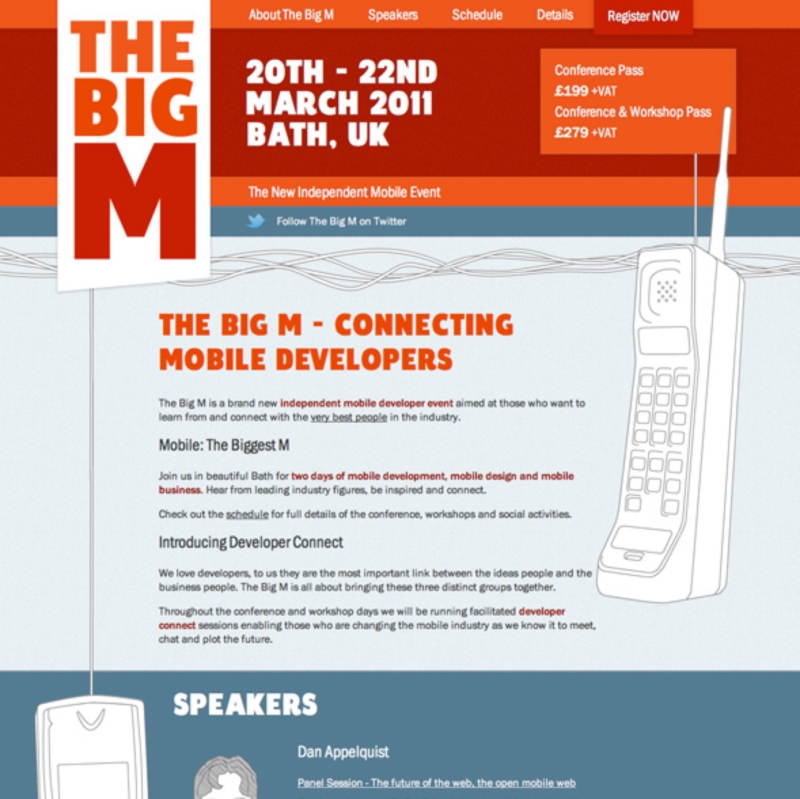 THE
BIG
M
About The Big M
Speakers
Schedule
Details
Register NOW
20TH - 22ND
MARCH 2011
BATH, UK
Conference Pass
£199 +VAT
Conference & Workshop Pass
£279 +VAT
The New Independent Mobile Event
Follow The Big M on Twitter
THE BIG M - CONNECTING
MOBILE DEVELOPERS
The Big M is a brand new independent mobile developer event aimed at those who want to
learn from and connect with the very best people in the industry.
Mobile: The Biggest M
Join us in beautiful Bath for two days of mobile development, mobile design and mobile
business. Hear from leading industry figures, be inspired and connect.
Check out the schedule for full details of the conference, workshops and social activities.
Introducing Developer Connect
We love developers, to us they are the most important link between the ideas people and the
business people. The Big M is all about bringing these three distinct groups together.
Throughout the conference and workshop days we will be running facilitated developer
connect sessions enabling those who are changing the mobile industry as we know it to meet,
chat and plot the future.
SPEAKERS
Dan Appelquist
Panel Session - The future of the web, the open mobile web